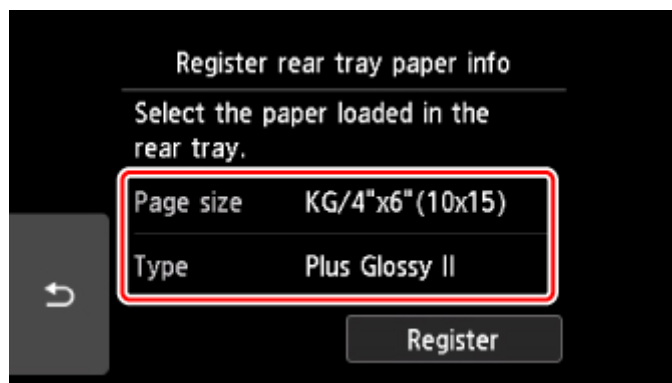 Register rear tray paper info
Select the paper loaded in the
rear tray.
Page size KG/4"x6"(10x15)
Type Plus Glossy II
Register